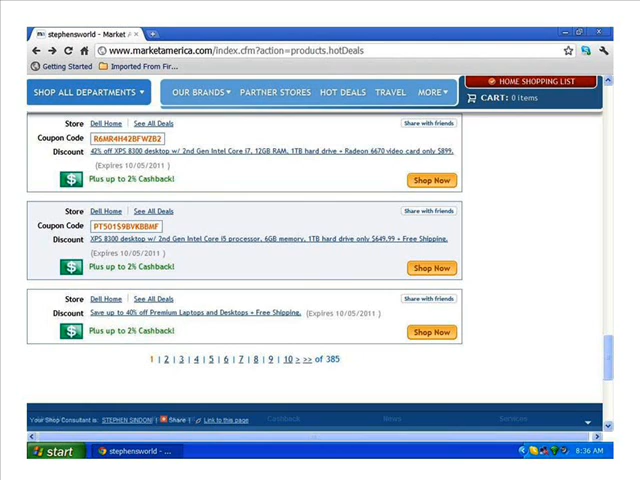 stephensworld - Market A
www.marketamerica.com/index.cfm?action=products.hotDeals
Getting Started Imported From Fir...
HOME SHOPPING LIST
SHOP ALL DEPARTMENTS OUR BRANDS PARTNER STORES HOT DEALS TRAVEL MORE CART: 0 items
Store Dell Home | See All Deals Share with friends
Coupon Code R6MR4H42BFWZB2
Discount 42% off XPS 8300 desktop w/ 2nd Gen Intel Core i7, 12GB RAM, 1TB hard drive + Radeon 6670 video card only $899.
(Expires 10/05/2011 )
$ Plus up to 2% Cashback! Shop Now
Store Dell Home | See All Deals Share with friends
Coupon Code PT501$9BVKBBMF
Discount XPS 8300 desktop w/ 2nd Gen Intel Core i5 processor, 6GB memory, 1TB hard drive only $649.99 + Free Shipping.
(Expires 10/05/2011 )
$ Plus up to 2% Cashback! Shop Now
Store Dell Home | See All Deals Share with friends
Discount Save up to 40% off Premium Laptops and Desktops + Free Shipping. (Expires 10/05/2011 )
$ Plus up to 2% Cashback! Shop Now
1 | 2 | 3 | 4 | 5 | 6 | 7 | 8 | 9 | 10 > >> of 385
Your Shop Consultant is: STEPHEN SINDONI | Share | Link to this page Cashback News Services
start stephensworld - ... 8:36 AM